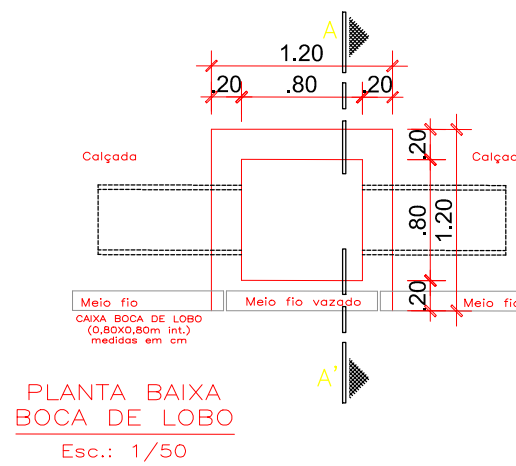 A
1.20
.20 .80 .20
Calçada
Calçad
.20
.80
1.20
.20
Meio fio
Meio fio vazado
Meio fio
CAIXA BOCA DE LOBO
(0,80X0,80m int.)
medidas em cm
A'
PLANTA BAIXA
BOCA DE LOBO
Esc.: 1/50